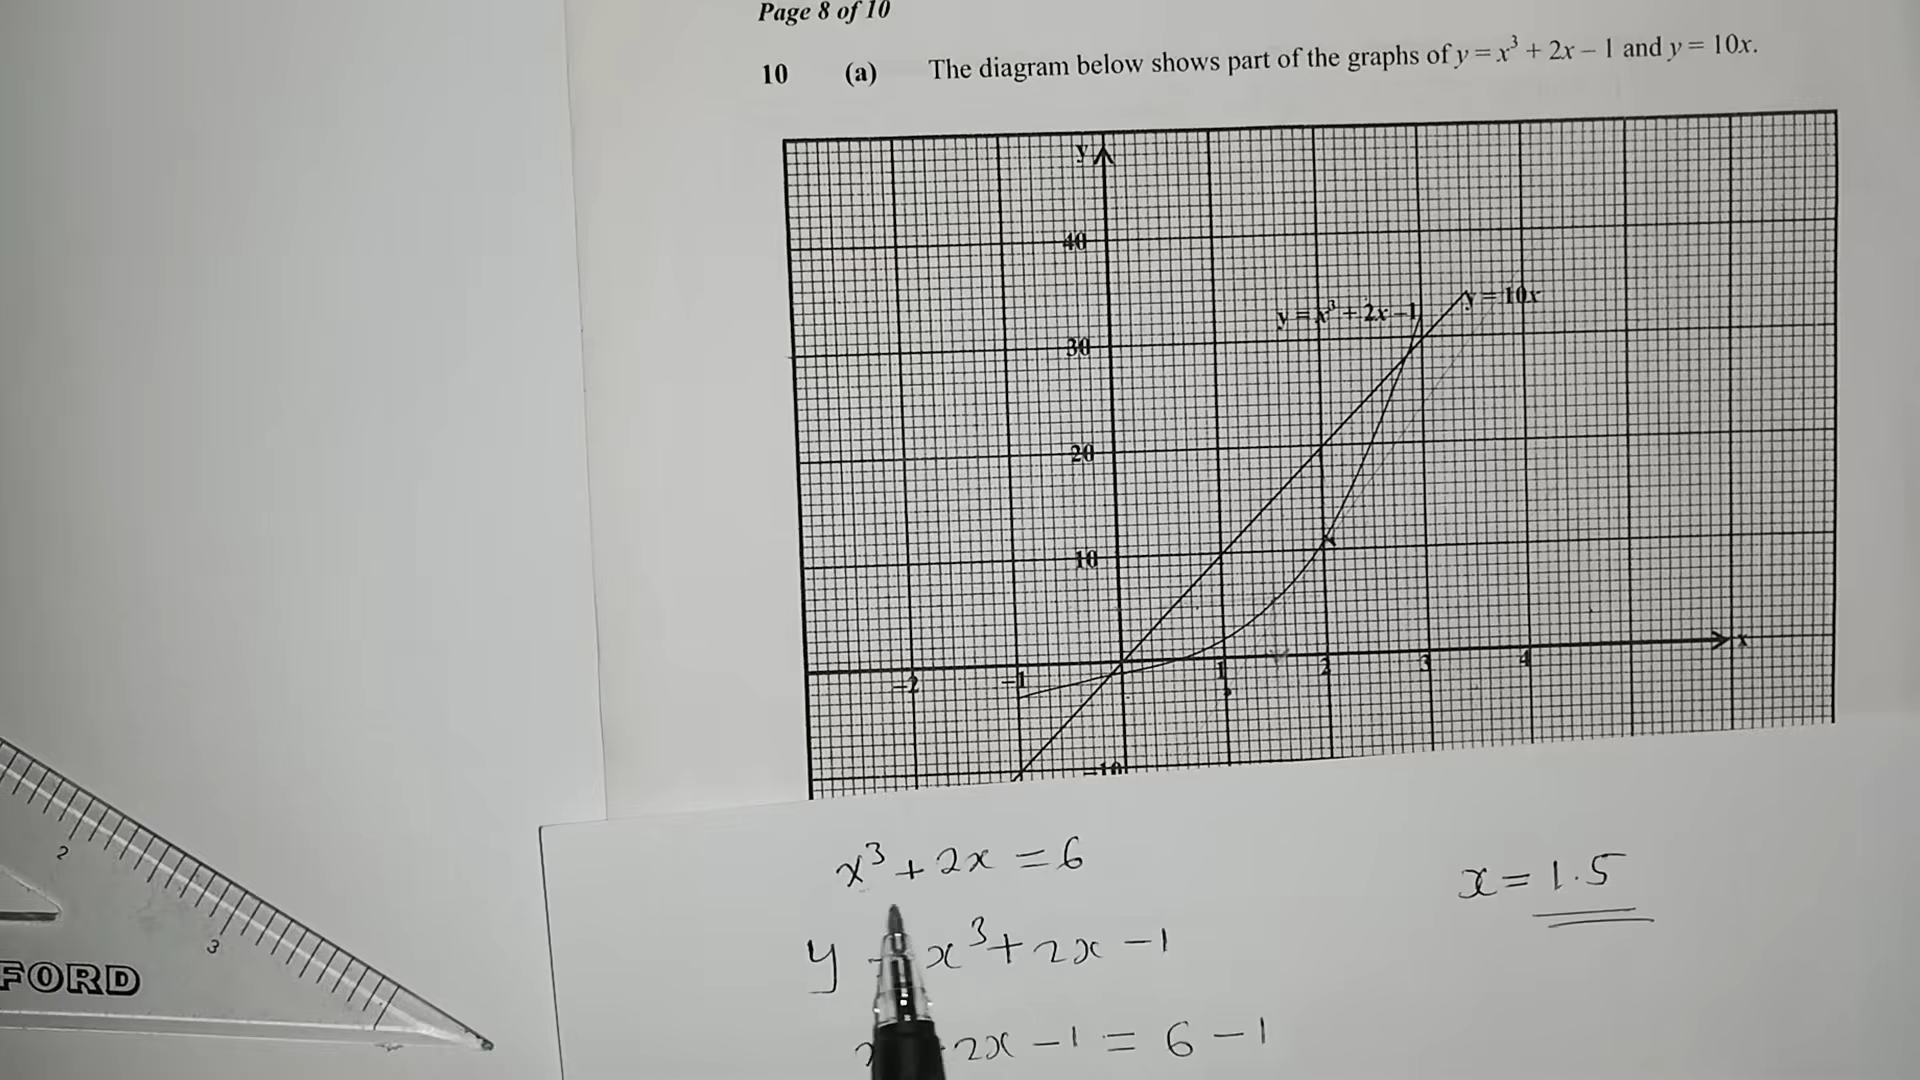 Page 8 of 10
10 (a) The diagram below shows part of the graphs of y = x³ + 2x – 1 and y = 10x.
y
40
y = x³ + 2x – 1
y = 10x
30
20
10
–2 –1 1 2 3 4 x
–10
x³ + 2x = 6
x = 1.5
y = x³ + 2x – 1
2x – 1 = 6 – 1
2
3
FORD